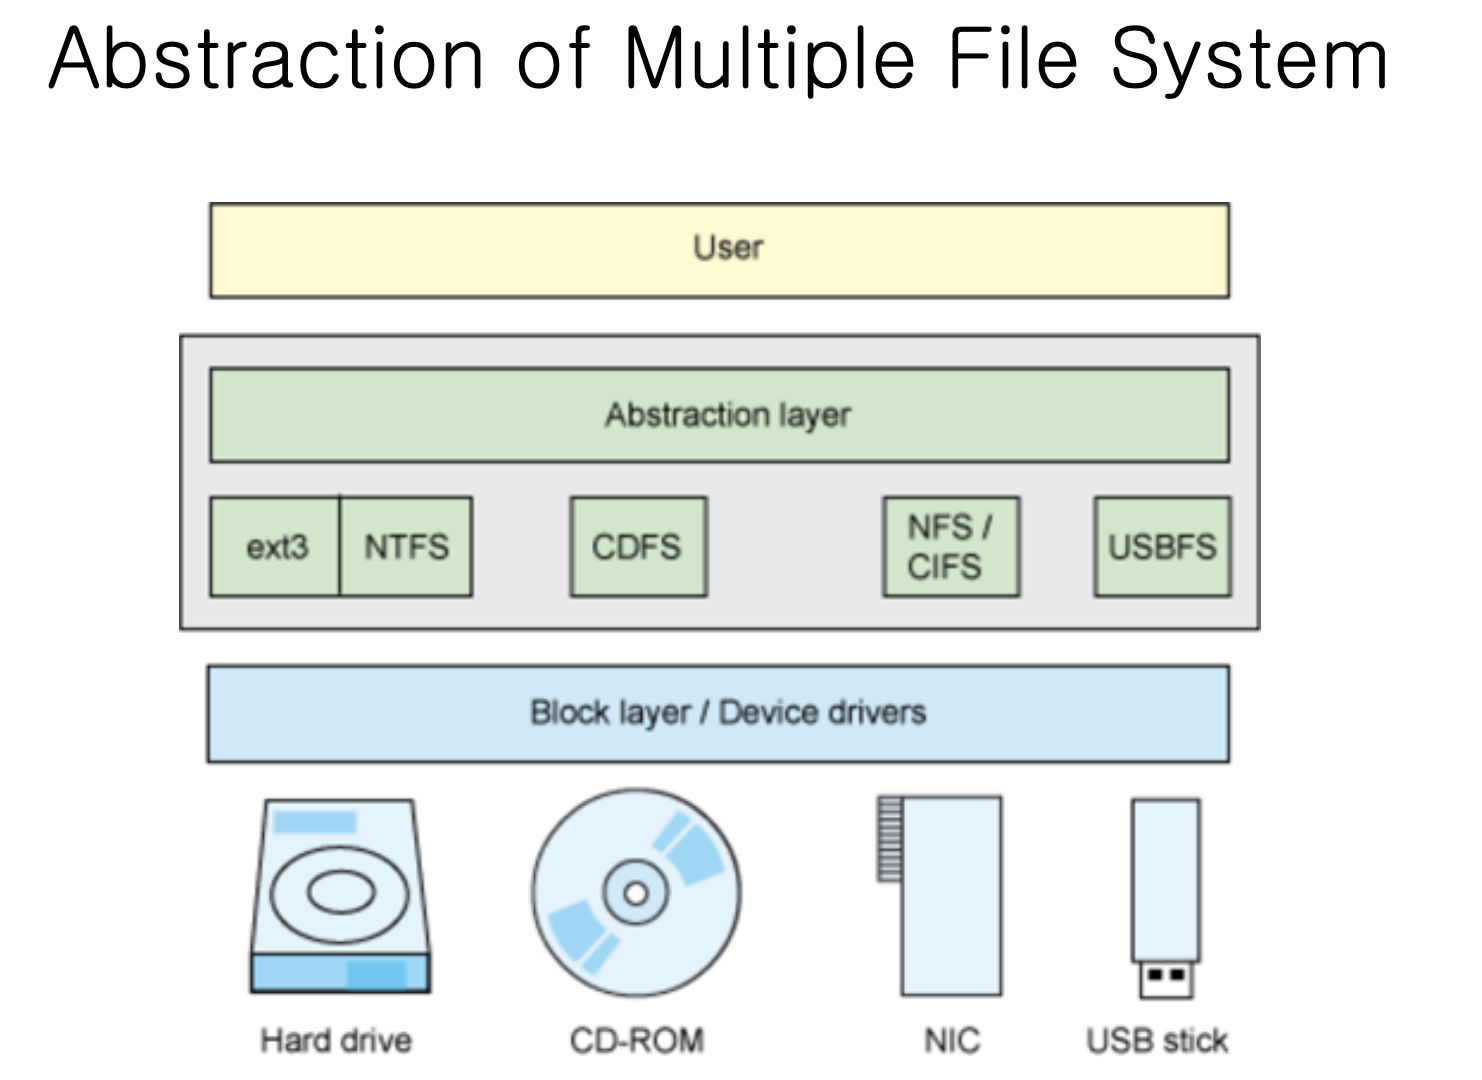 Abstraction of Multiple File System
User
Abstraction layer
ext3
NTFS
CDFS
NFS /
CIFS
USBFS
Block layer / Device drivers
Hard drive
CD-ROM
NIC
USB stick